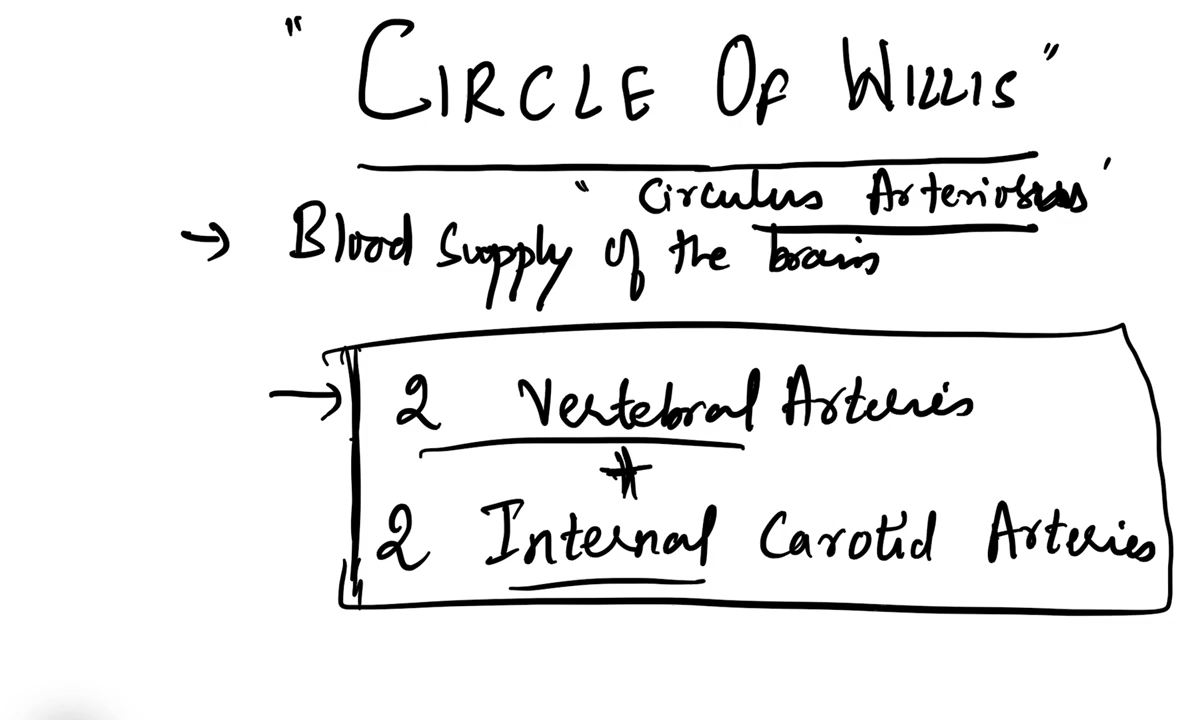 "CIRCLE OF WILLIS"
"Circulus Arteriosus'
→ Blood supply of the brain
→ 2 Vertebral Arteries
+
2 Internal Carotid Arteries